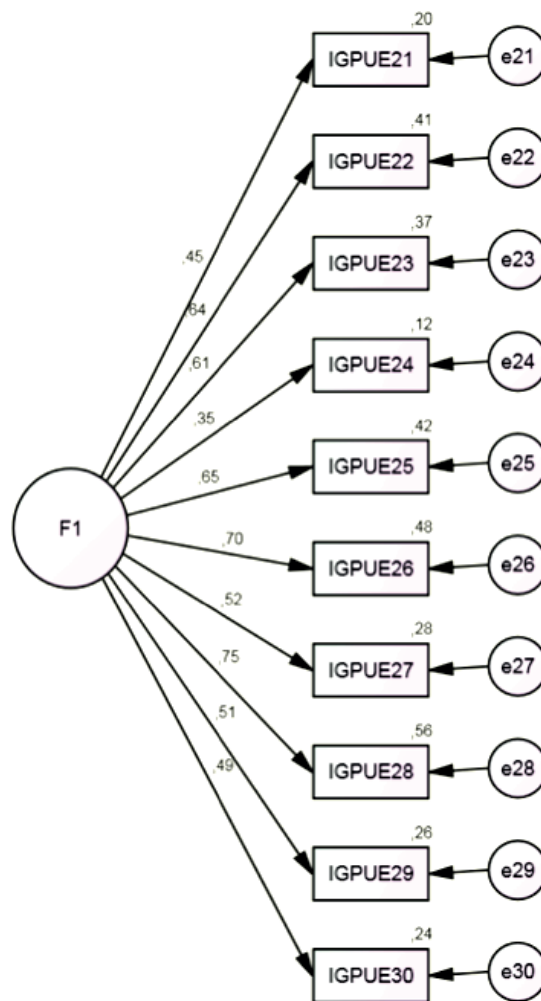 ,20
IGPUE21
e21
,41
IGPUE22
e22
,45
,37
IGPUE23
e23
,64
,61
,12
IGPUE24
e24
,35
,42
IGPUE25
e25
,65
F1
,70
,48
IGPUE26
e26
,52
,28
IGPUE27
e27
,75
,51
,56
IGPUE28
e28
,49
,26
IGPUE29
e29
,24
IGPUE30
e30